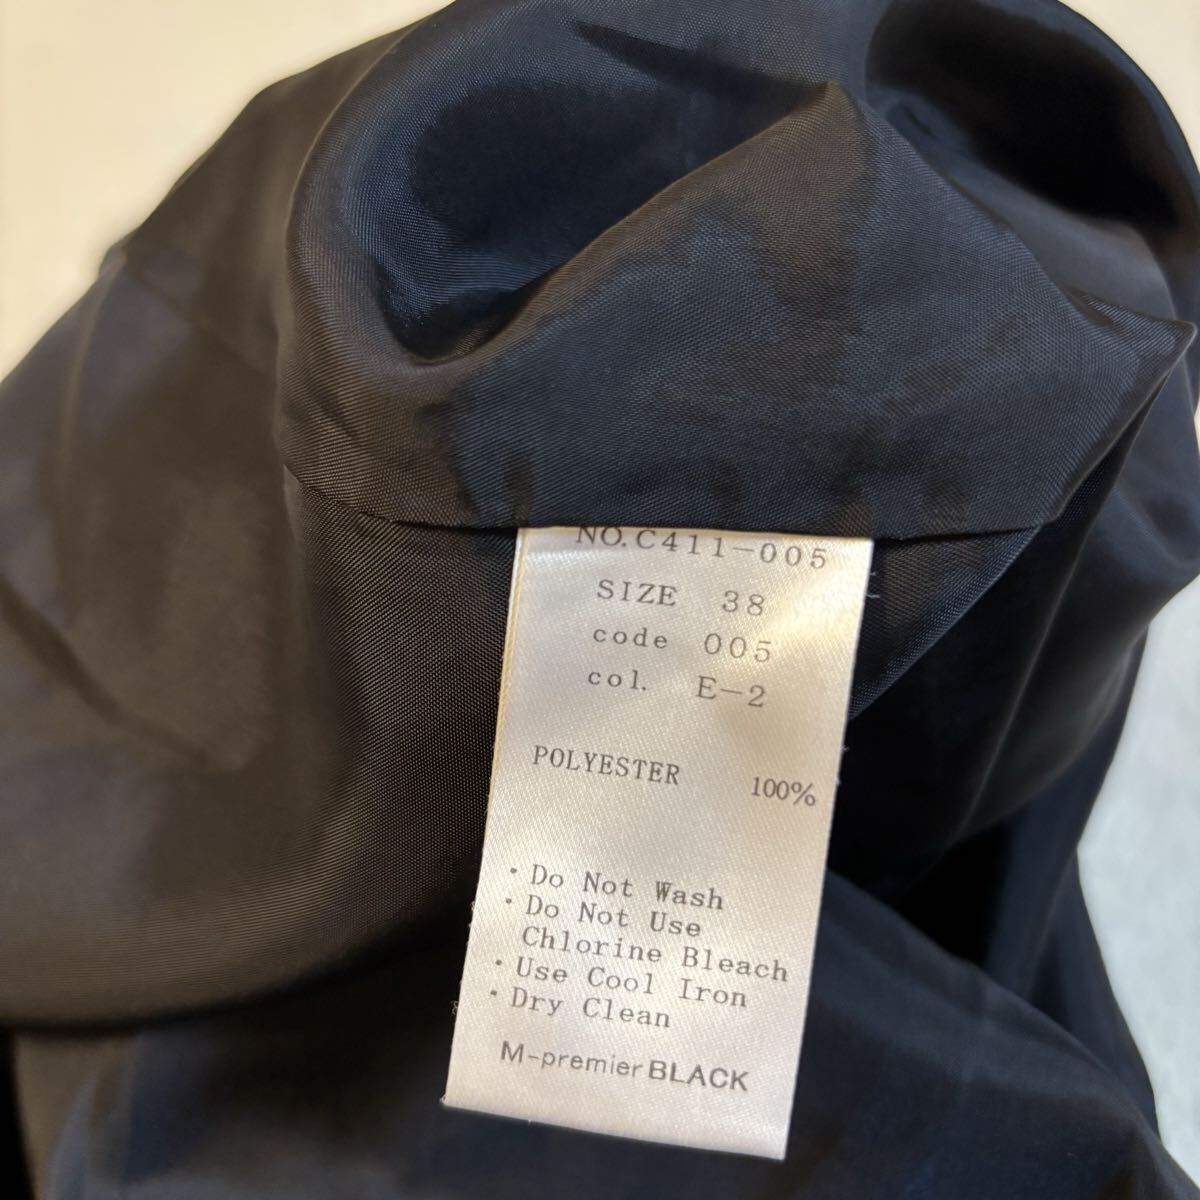 NO. C411-005
SIZE 38
code 005
col. E-2
POLYESTER 100%
・Do Not Wash
・Do Not Use
Chlorine Bleach
・Use Cool Iron
・Dry Clean
M-premier BLACK